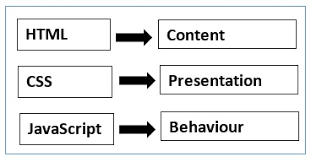 HTML Content
CSS Presentation
JavaScript Behaviour